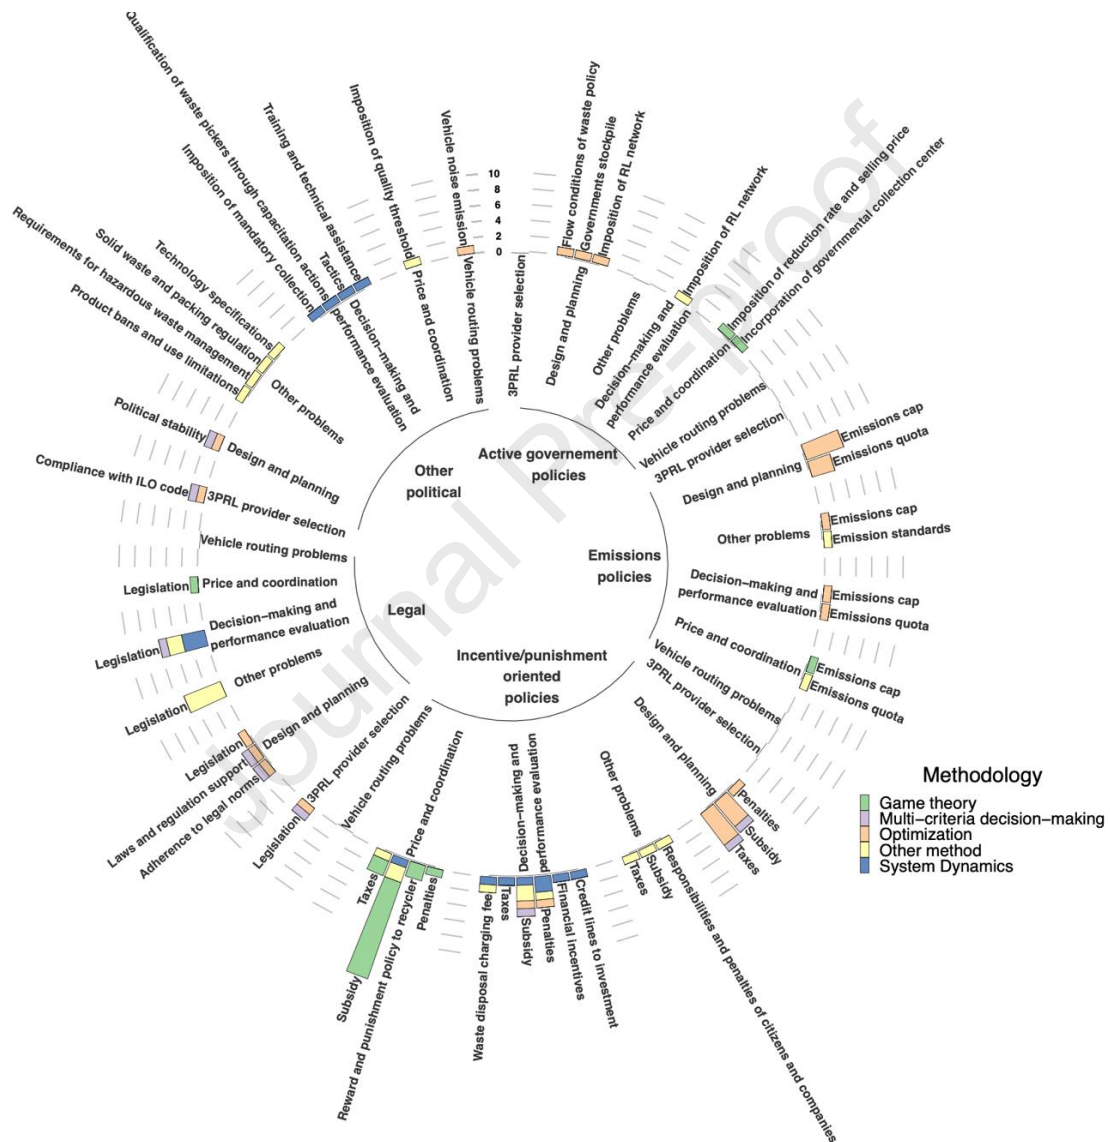 Qualification of waste pickers through capacitation actions
Imposition of mandatory collection
Training and technical assistance
Tactics
Decision-making and
performance evaluation
Imposition of quality threshold
Price and coordination
Vehicle noise emission
Vehicle routing problems
10
8
6
4
2
0
3PRL provider selection
Flow conditions of waste policy
Governments stockpile
Imposition of RL network
Design and planning
Other problems
Imposition of RL network
Decision-making and
performance evaluation
Imposition of reduction rate and selling price
Incorporation of governmental collection center
Price and coordination
Vehicle routing problems
3PRL provider selection
Emissions cap
Emissions quota
Design and planning
Emissions cap
Emission standards
Other problems
Emissions cap
Emissions quota
Decision-making and
performance evaluation
Emissions cap
Emissions quota
Price and coordination
Vehicle routing problems
3PRL provider selection
Design and planning
Penalties
Subsidy
Taxes
Other problems
Responsibilities and penalties of citizens and companies
Subsidy
Taxes
Decision-making and
performance evaluation
Credit lines to investment
Financial incentives
Penalties
Subsidy
Taxes
Waste disposal charging fee
Price and coordination
Penalties
Reward and punishment policy to recycler
Subsidy
Taxes
Vehicle routing problems
3PRL provider selection
Legislation
Design and planning
Adherence to legal norms
Laws and regulation support
Legislation
Other problems
Legislation
Decision-making and
performance evaluation
Legislation
Price and coordination
Legislation
Vehicle routing problems
3PRL provider selection
Compliance with ILO code
Design and planning
Political stability
Other problems
Product bans and use limitations
Requirements for hazardous waste management
Solid waste and packing regulation
Technology specifications
Other
political
Active governement
policies
Emissions
policies
Incentive/punishment
oriented
policies
Legal
Methodology
Game theory
Multi-criteria decision-making
Optimization
Other method
System Dynamics
Journal Pre-proof